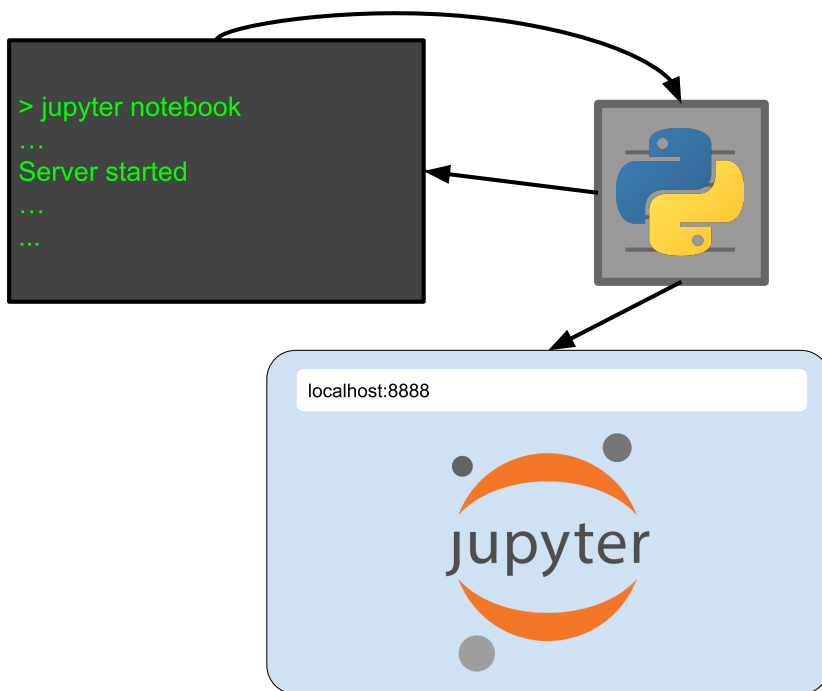 > jupyter notebook
…
Server started
…
...
localhost:8888
jupyter